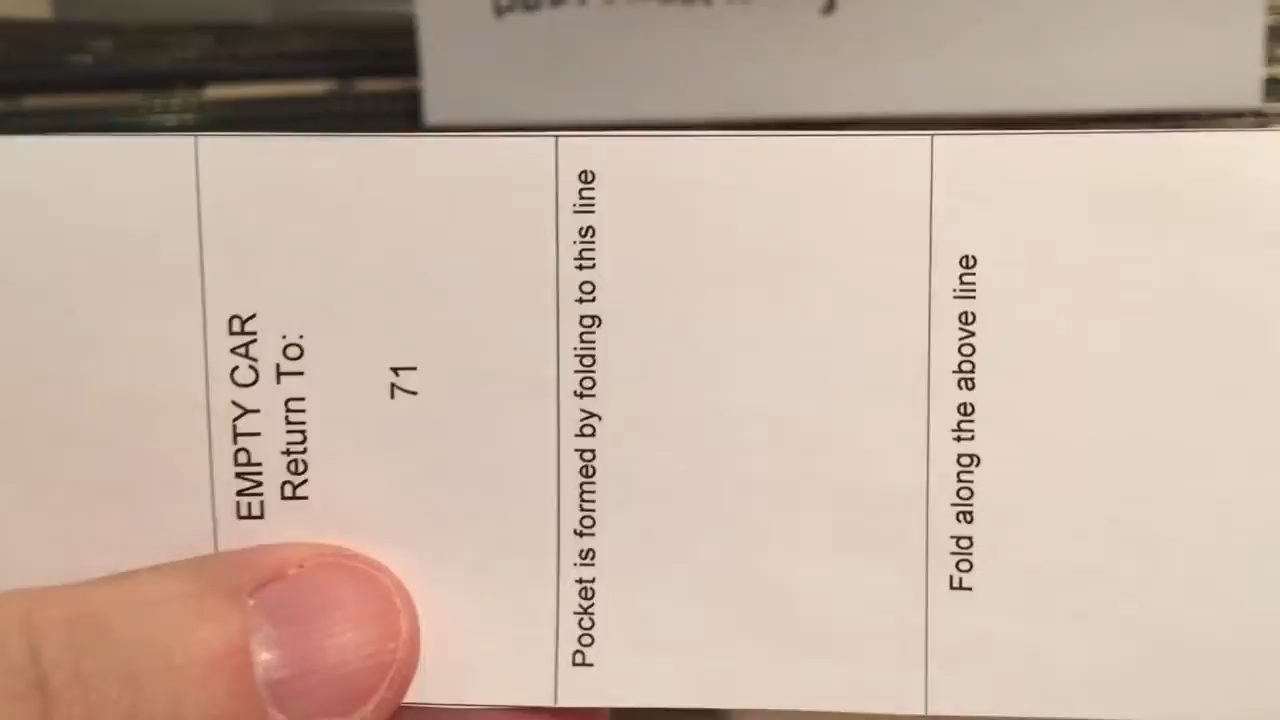 EMPTY CAR
Return To:
71
Pocket is formed by folding to this line
Fold along the above line